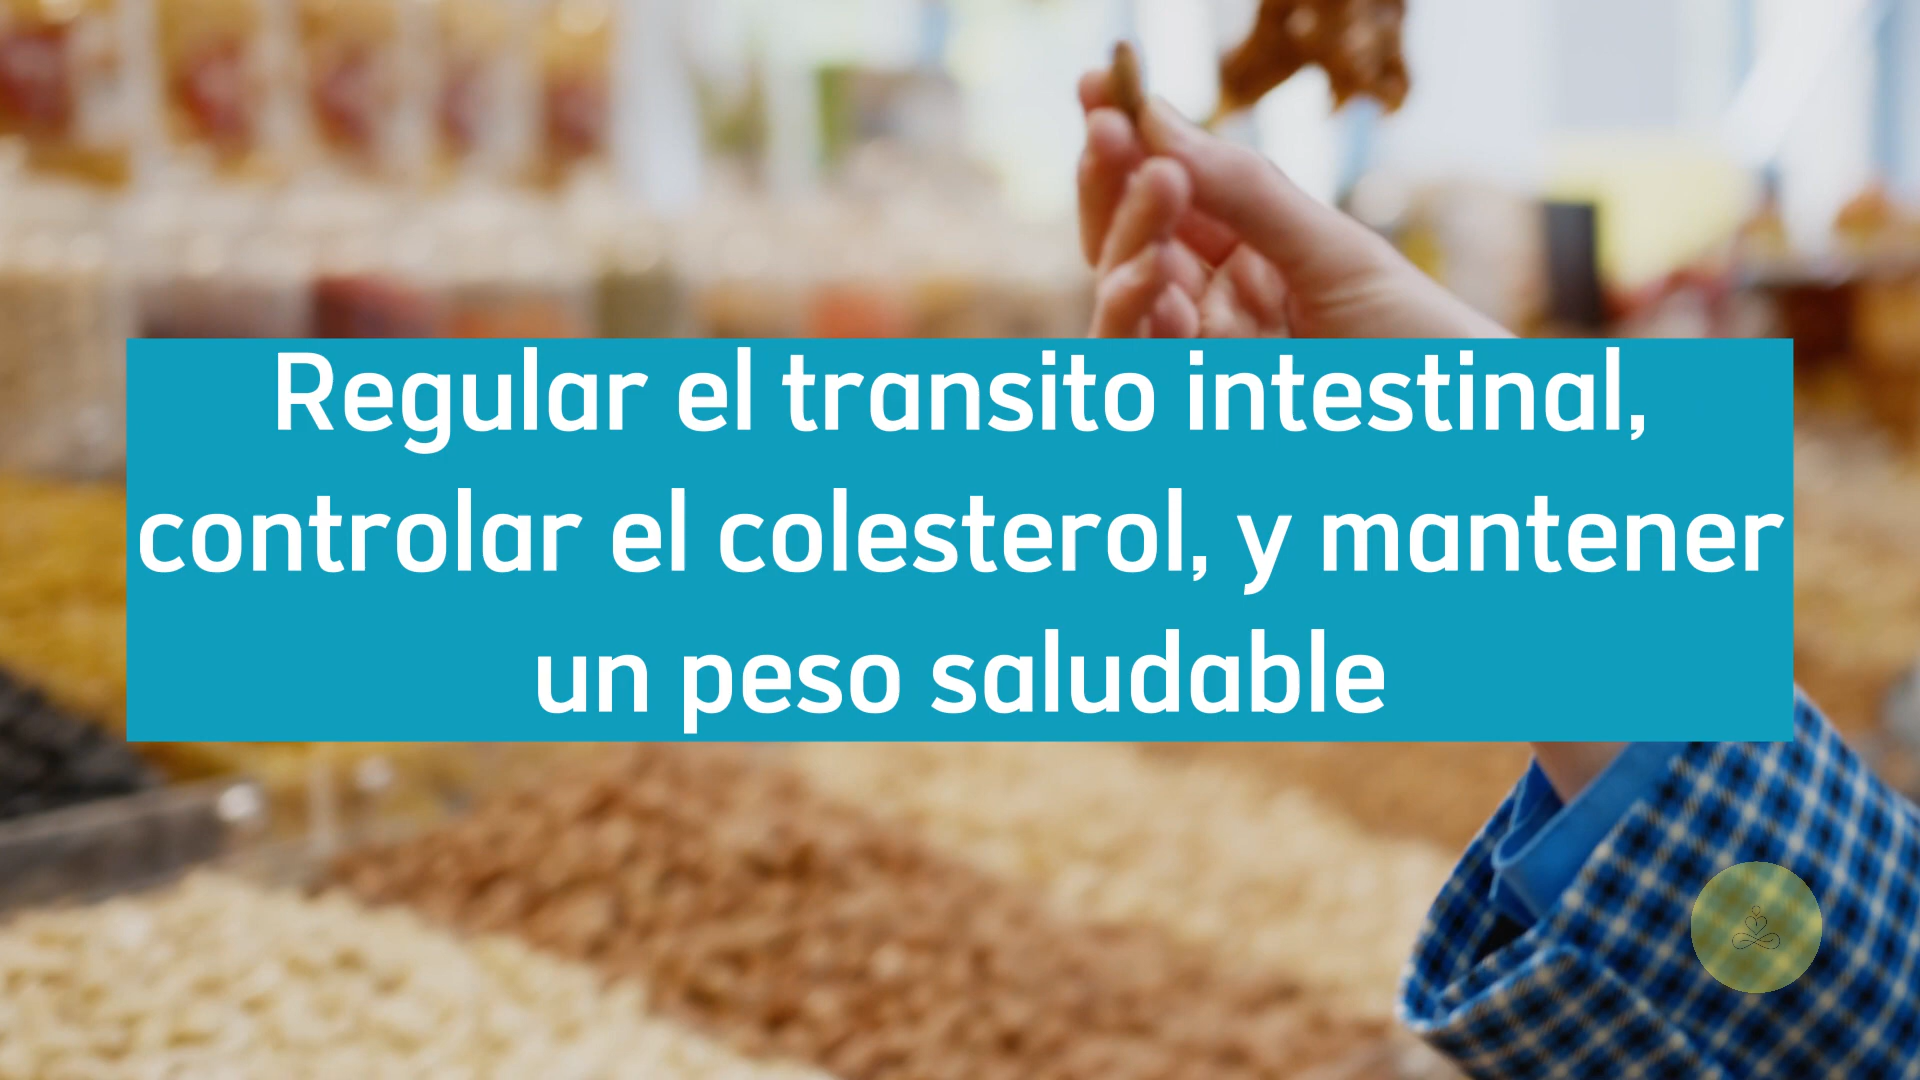 Regular el transito intestinal,
controlar el colesterol, y mantener
un peso saludable